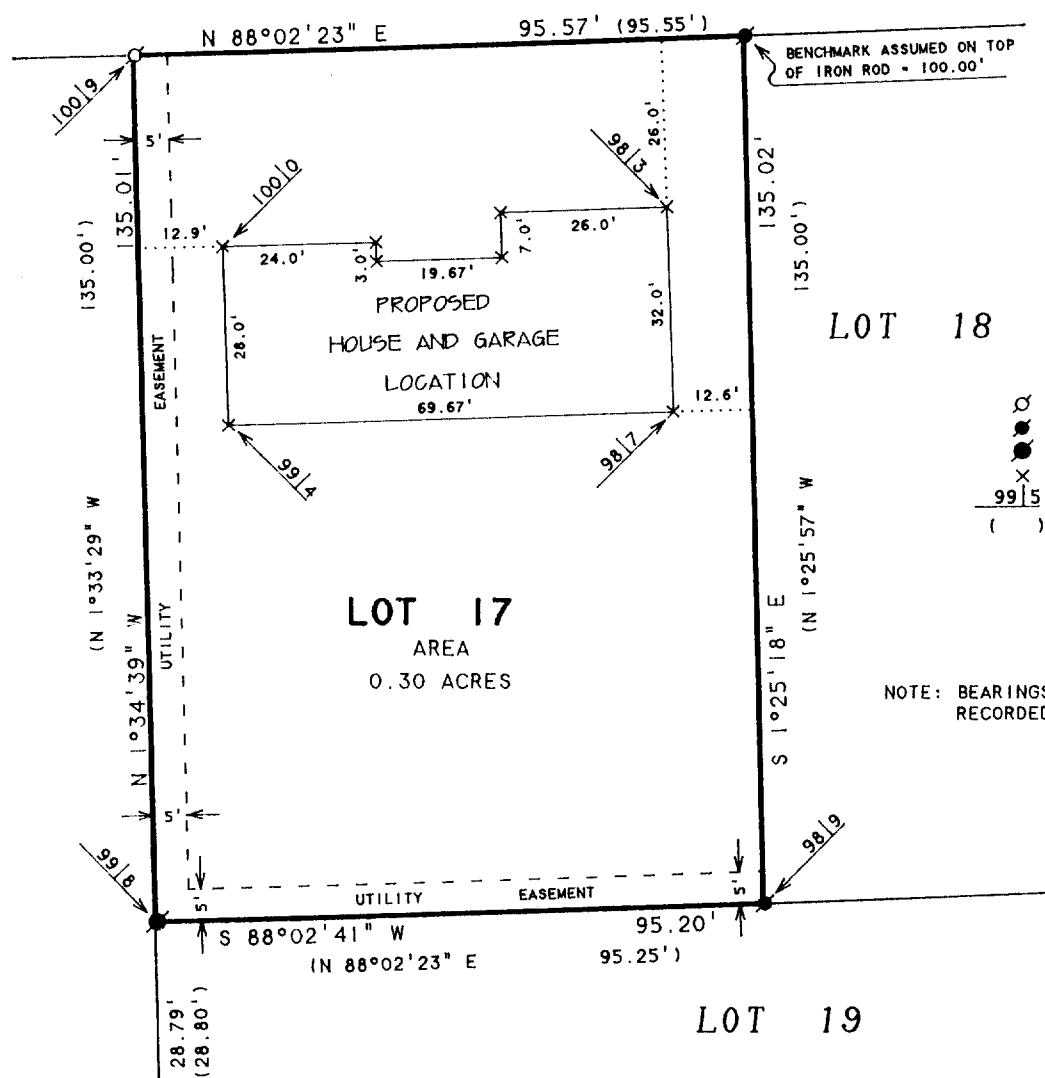 N 88°02'23" E 95.57' (95.55')
BENCHMARK ASSUMED ON TOP
OF IRON ROD = 100.00'
100|9
5'
135.01'
135.00')
12.9'
100|0
24.0'
3.0'
19.67'
7.0'
26.0'
98|3
26.0'
135.02'
135.00')
28.0'
PROPOSED
HOUSE AND GARAGE
LOCATION
32.0'
69.67'
12.6'
99|4
98|7
LOT 18
99|5
( )
EASEMENT
UTILITY
(N 1°33'29" W
N 1°34'39" W
LOT 17
AREA
0.30 ACRES
(N 1°25'57" W
S 1°25'18" E
NOTE: BEARINGS
RECORDED
5'
99|8
98|9
5'
UTILITY EASEMENT
5'
S 88°02'41" W 95.20'
(N 88°02'23" E 95.25')
28.79'
(28.80')
LOT 19